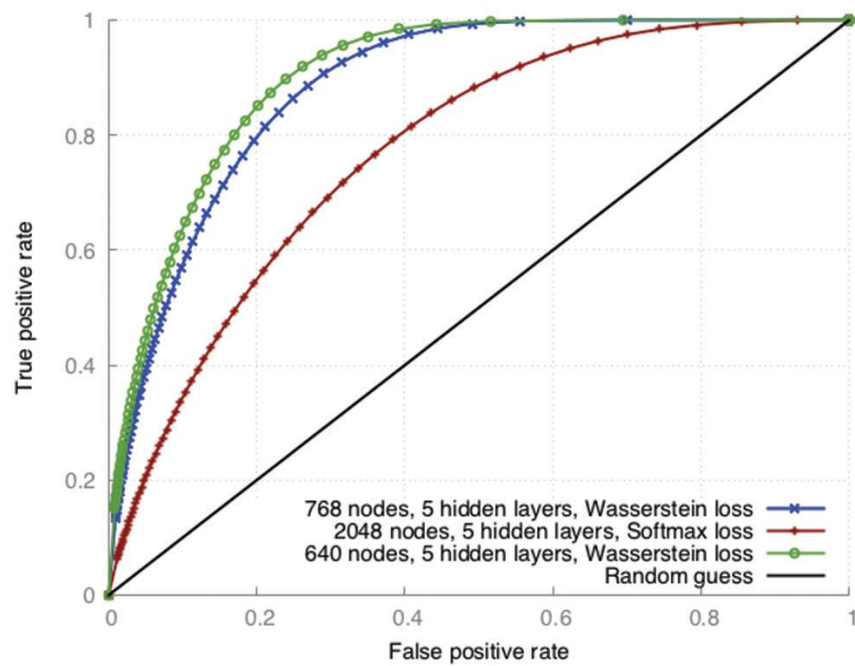 1
0.8
0.6
0.4
0.2
0
True positive rate
768 nodes, 5 hidden layers, Wasserstein loss
2048 nodes, 5 hidden layers, Softmax loss
640 nodes, 5 hidden layers, Wasserstein loss
Random guess
0 0.2 0.4 0.6 0.8 1
False positive rate